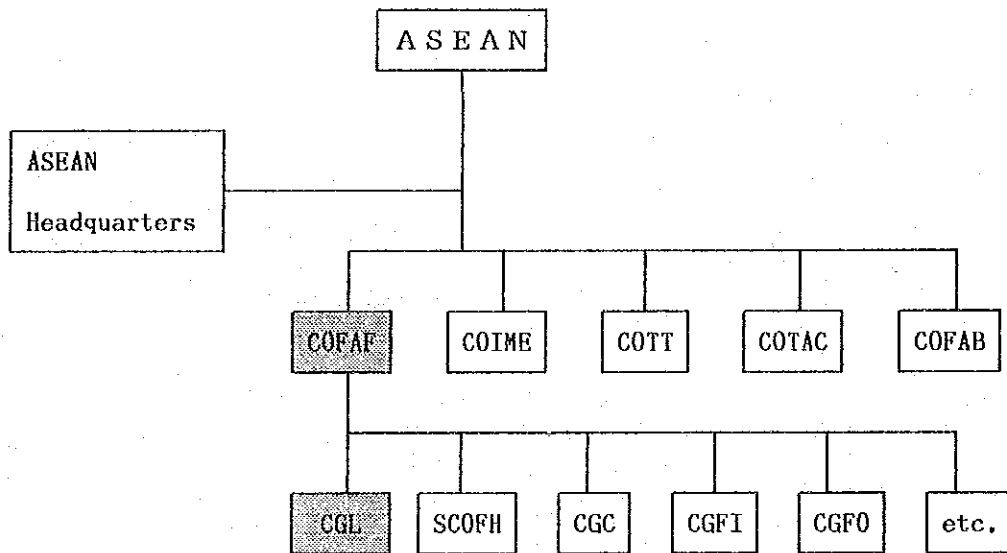 ASEAN
ASEAN
Headquarters
COFAF COIME COTT COTAC COFAB
CGL SCOFH CGC CGFI CGFO etc.